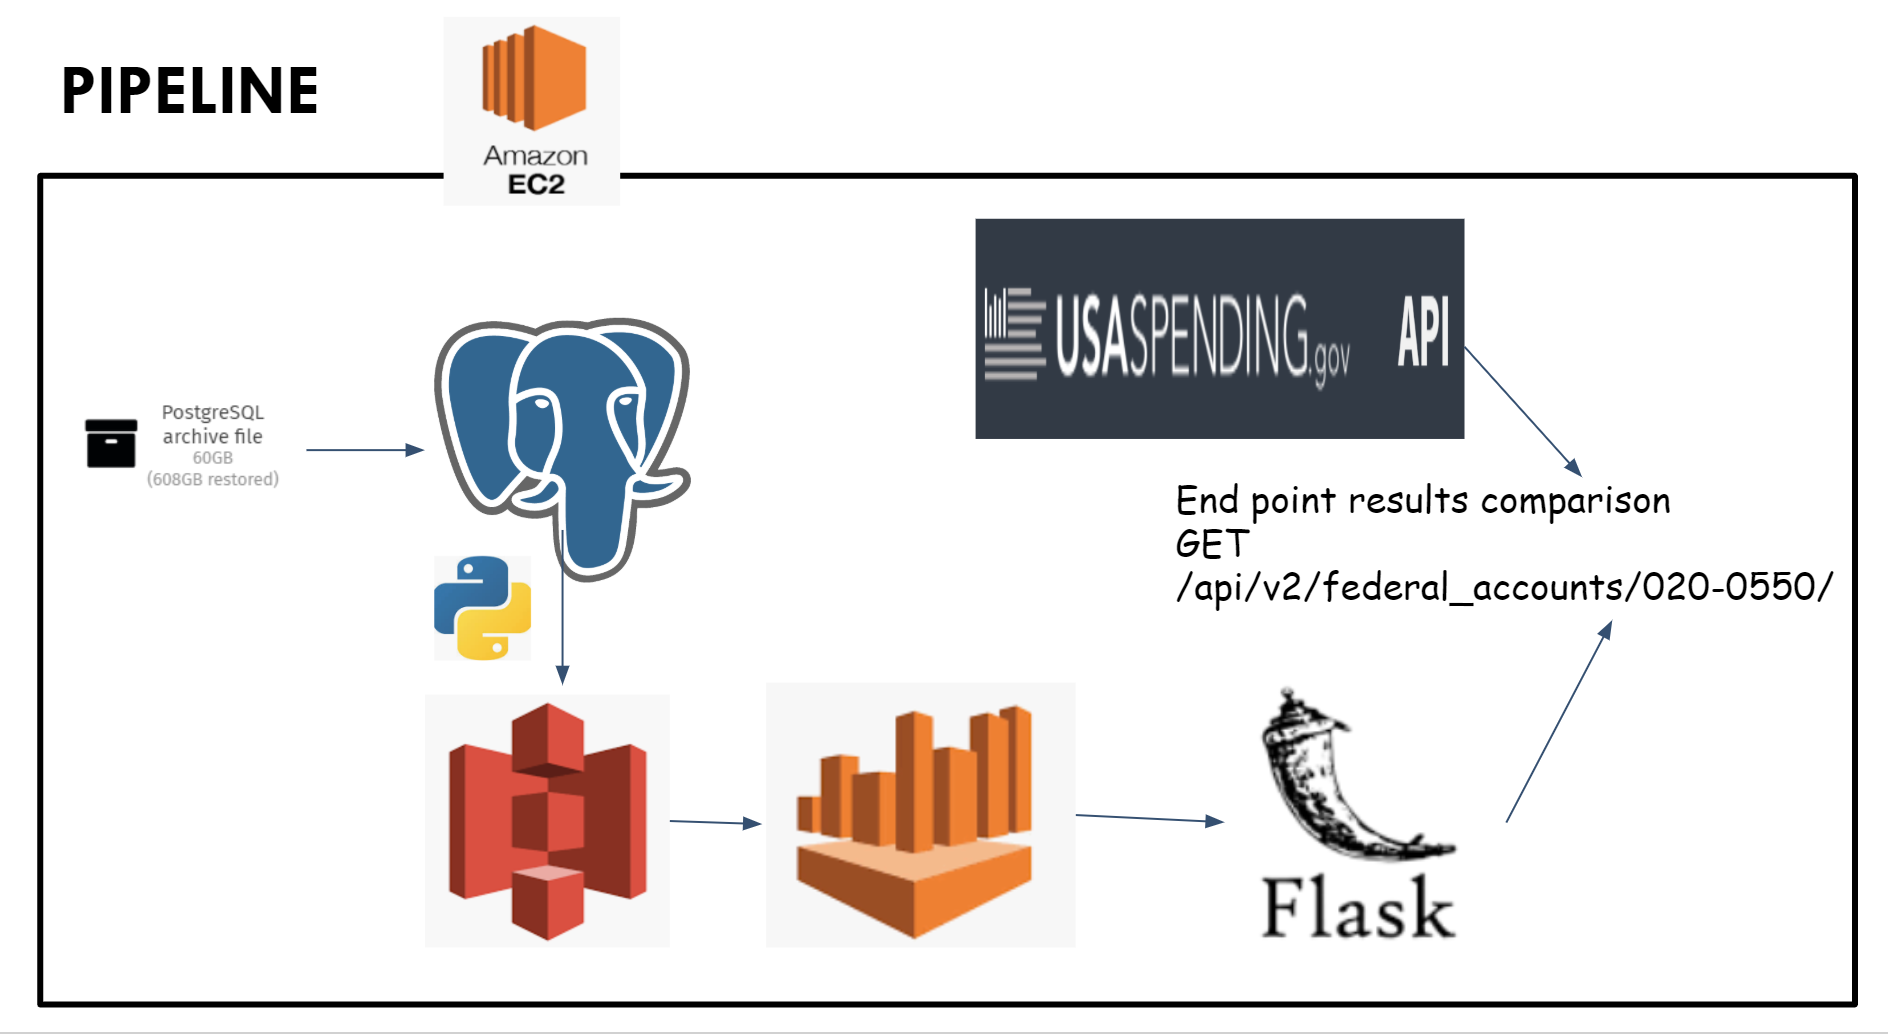 PIPELINE
Amazon
EC2
USASPENDING.gov API
PostgreSQL
archive file
60GB
(608GB restored)
End point results comparison
GET
/api/v2/federal_accounts/020-0550/
Flask